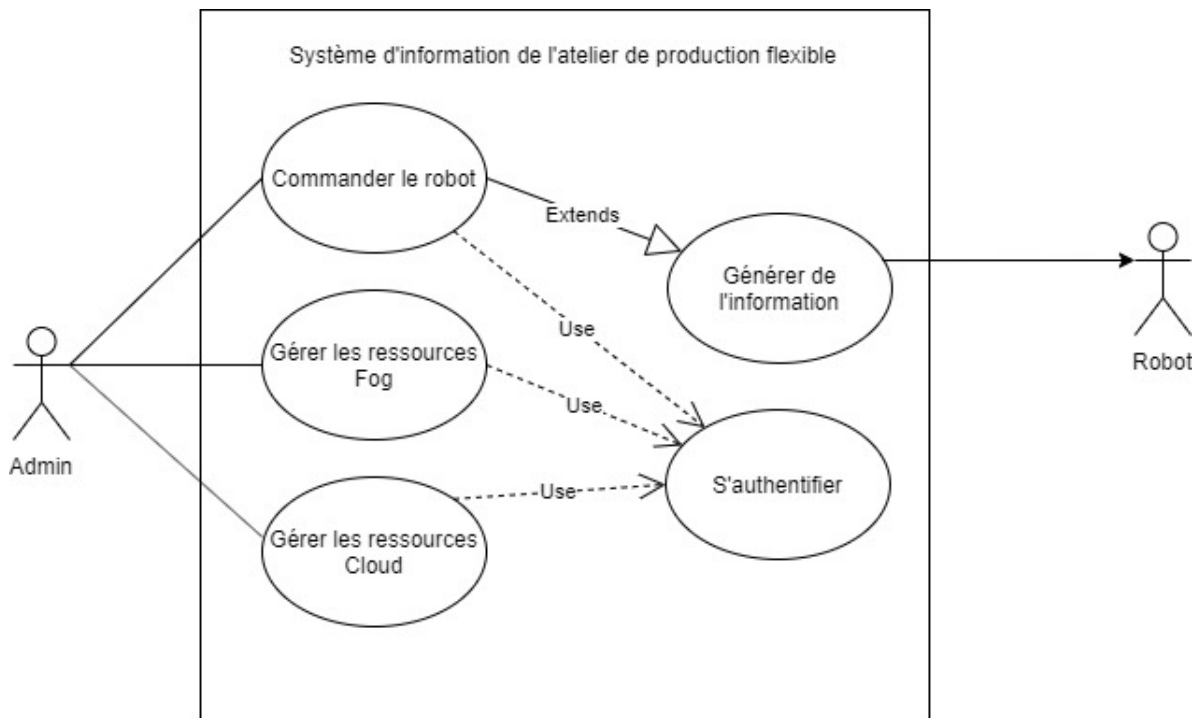 Système d'information de l'atelier de production flexible
Commander le robot
Extends
Générer de
l'information
Use
Robot
Gérer les ressources
Fog
Use
Admin
S'authentifier
Use
Gérer les ressources
Cloud